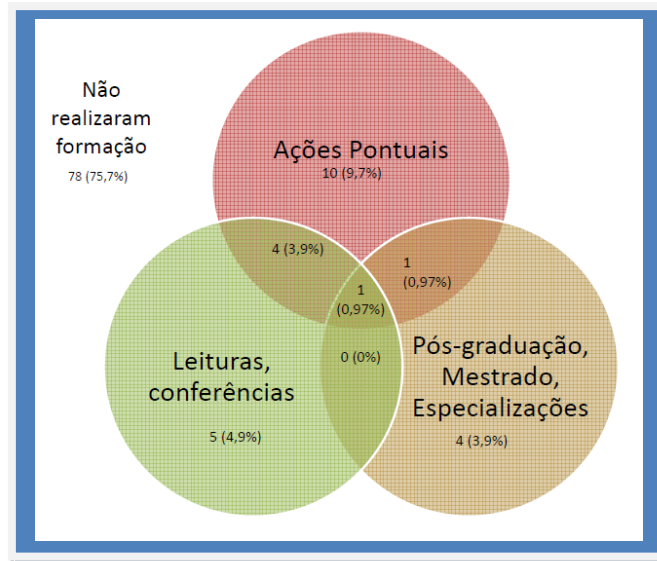 Não
realizaram
formação
78 (75,7%)
Ações Pontuais
10 (9,7%)
4 (3,9%)
1
(0,97%)
1
(0,97%)
0 (0%)
Leituras,
conferências
5 (4,9%)
Pós-graduação,
Mestrado,
Especializações
4 (3,9%)